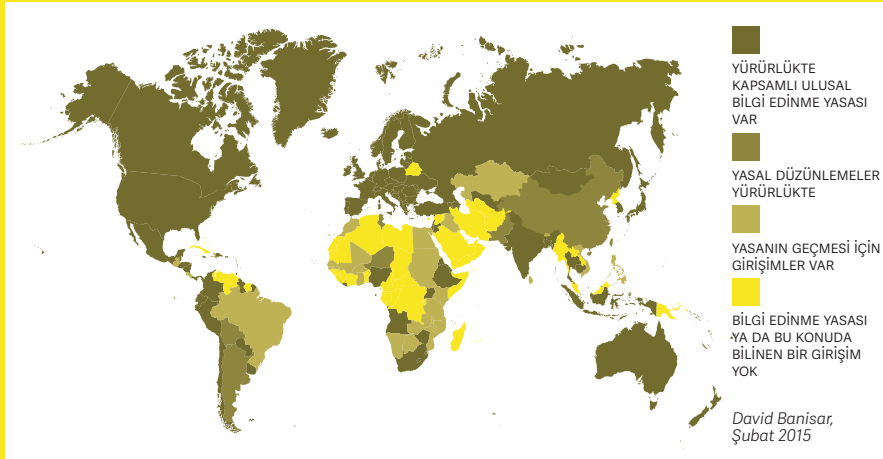 YÜRÜRLÜKTE
KAPSAMLI ULUSAL
BİLGİ EDİNME YASASI
VAR
YASAL DÜZÜNLEMELER
YÜRÜRLÜKTE
YASANIN GEÇMESİ İÇİN
GİRİŞİMLER VAR
BİLGİ EDİNME YASASI
YA DA BU KONUDA
BİLİNEN BİR GİRİŞİM
YOK
David Banisar,
Şubat 2015